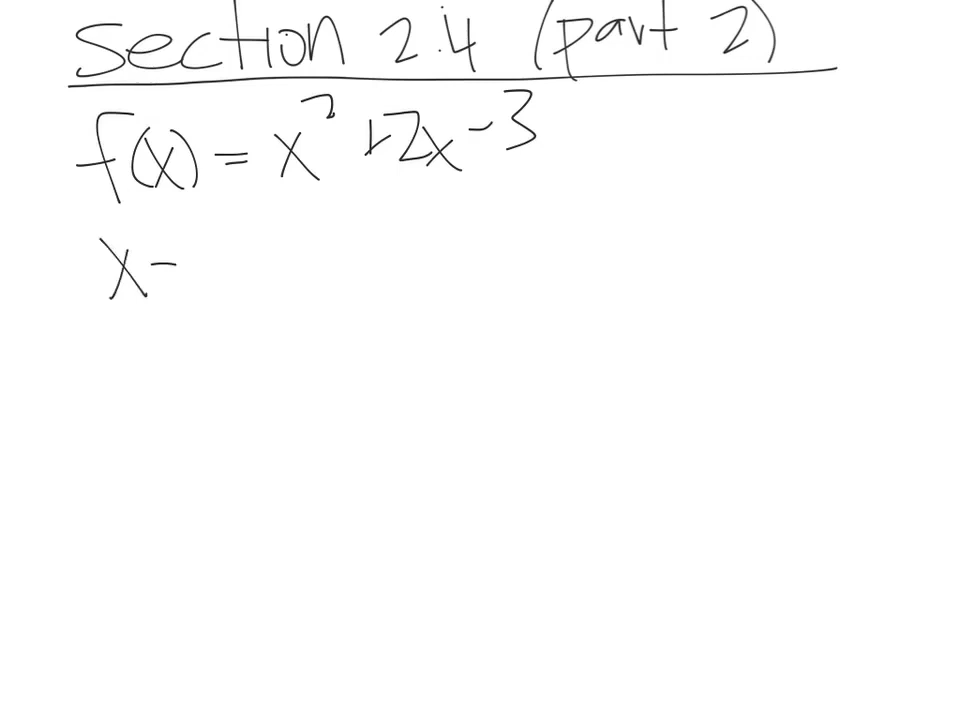 Section 2.4 (part 2)
f(x) = x² +2x -3
x -